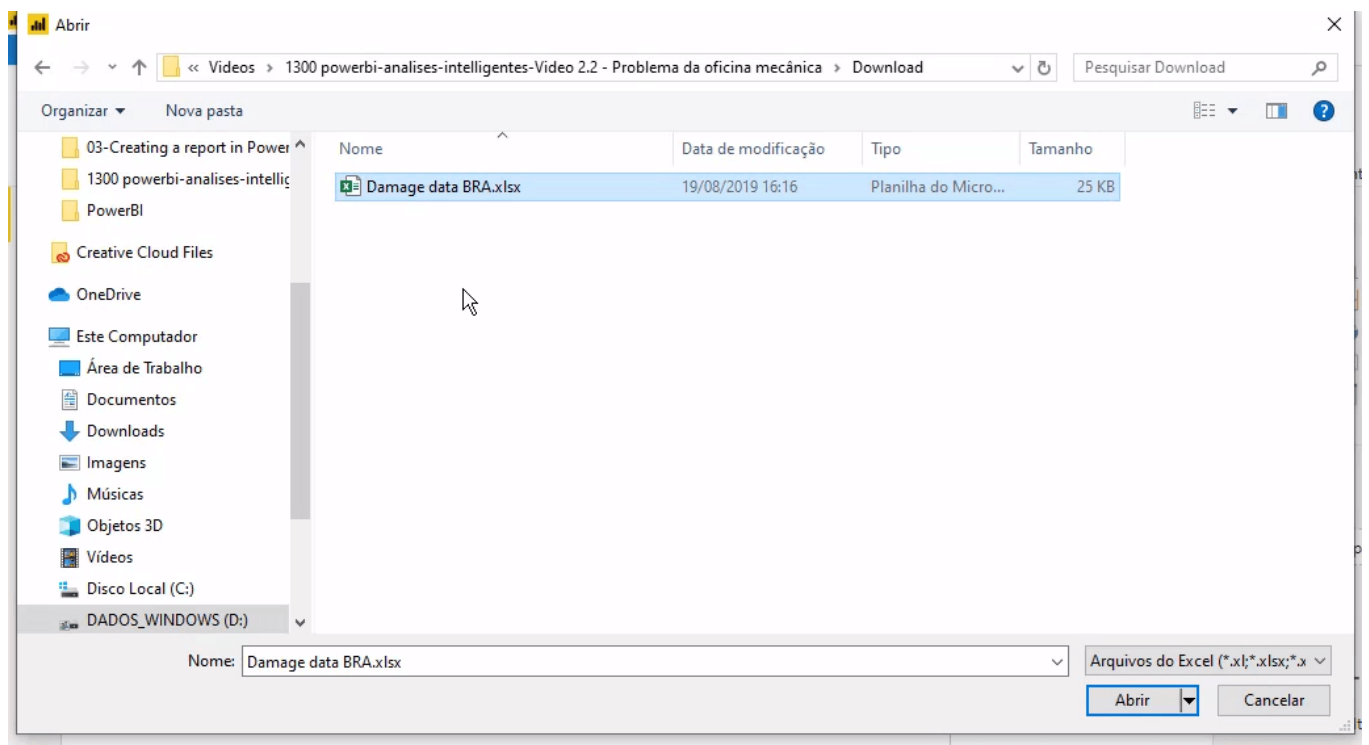 Abrir
« Videos › 1300 powerbi-analises-intelligentes-Video 2.2 - Problema da oficina mecânica › Download
Pesquisar Download
Organizar
Nova pasta
03-Creating a report in Power
1300 powerbi-analises-intellig
PowerBI
Creative Cloud Files
OneDrive
Este Computador
Área de Trabalho
Documentos
Downloads
Imagens
Músicas
Objetos 3D
Vídeos
Disco Local (C:)
DADOS_WINDOWS (D:)
Nome Data de modificação Tipo Tamanho
Damage data BRA.xlsx 19/08/2019 16:16 Planilha do Micro... 25 KB
Nome: Damage data BRA.xlsx
Arquivos do Excel (*.xl;*.xlsx;*.x
Abrir
Cancelar